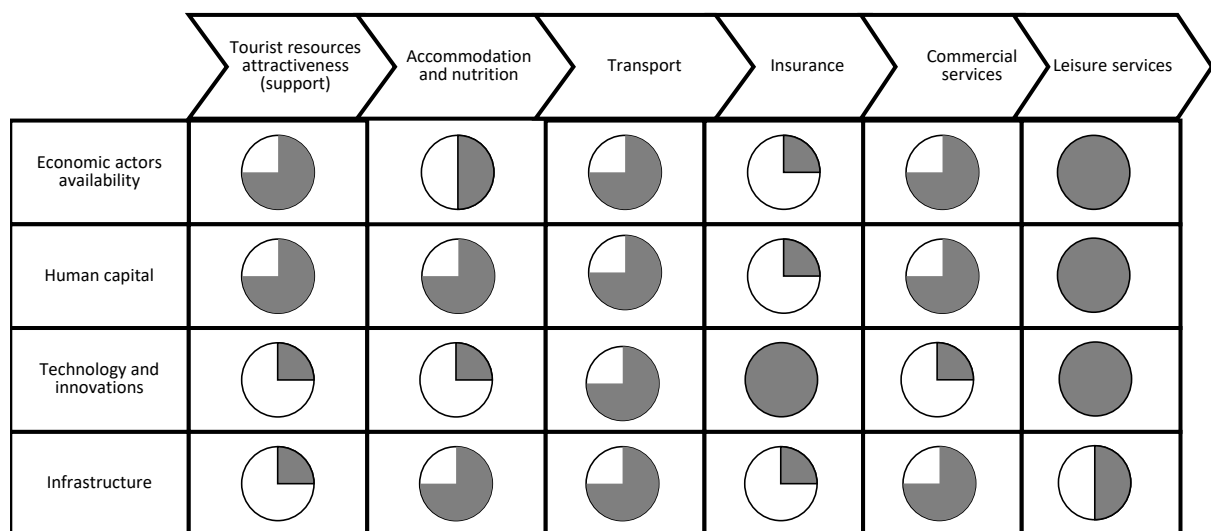 Tourist resources
attractiveness
(support)
Accommodation
and nutrition
Transport
Insurance
Commercial
services
Leisure services
Economic actors
availability
Human capital
Technology and
innovations
Infrastructure